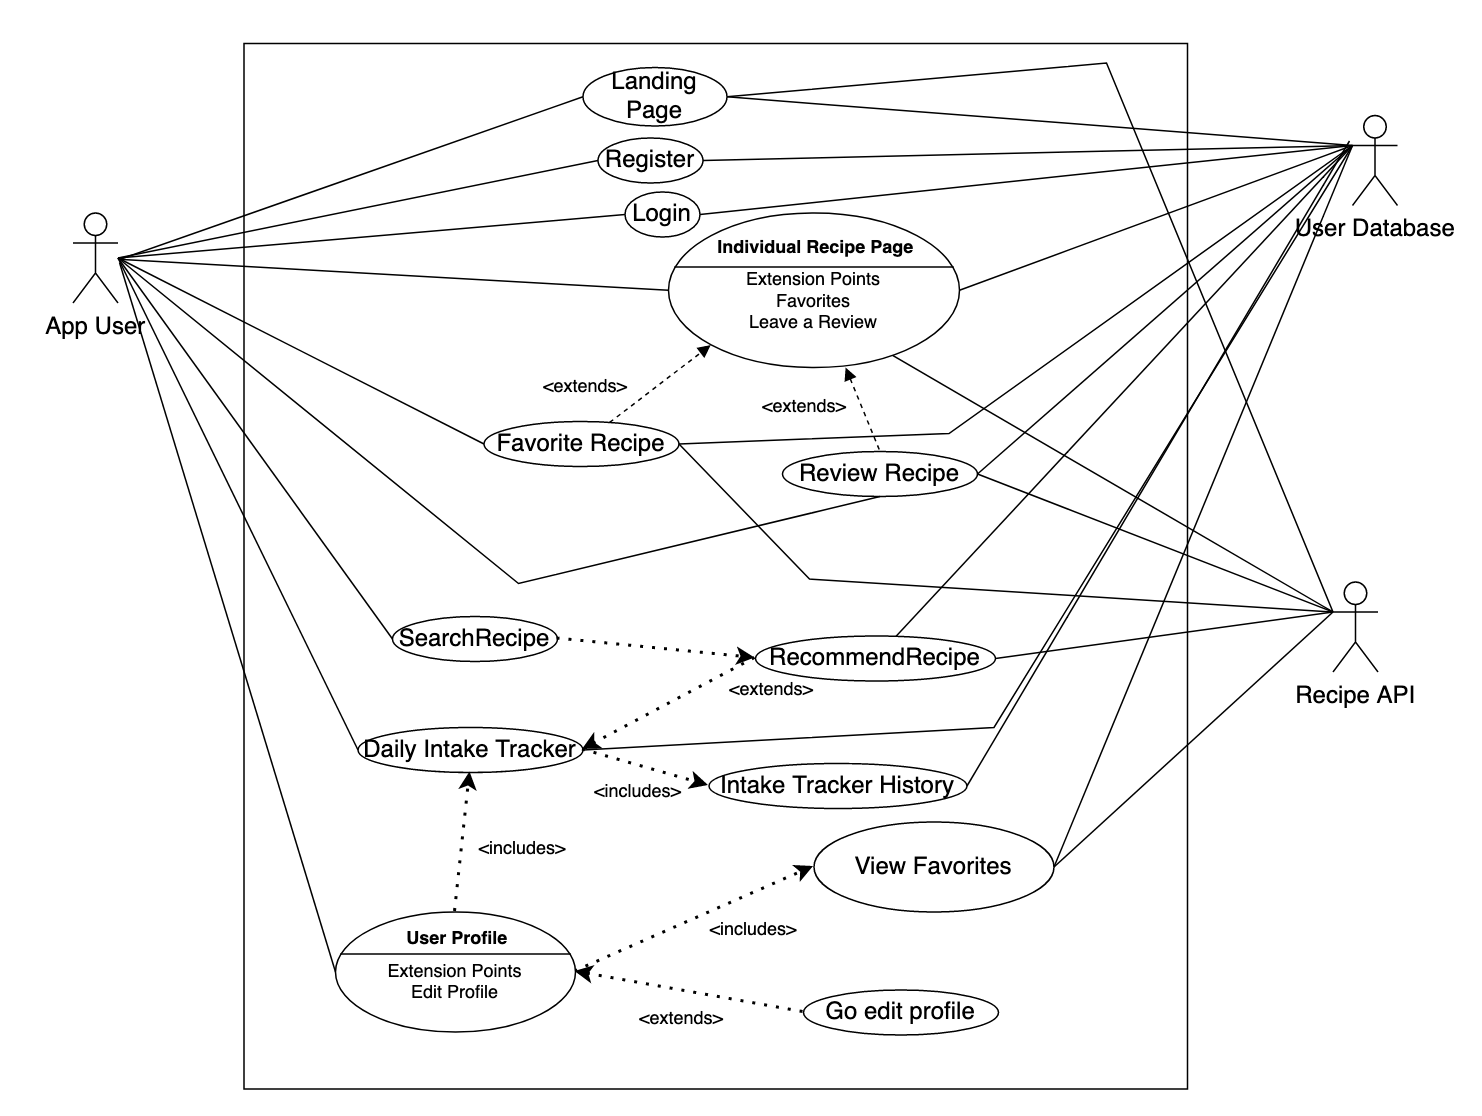 Landing
Page
Register
Login
User Database
Individual Recipe Page
Extension Points
Favorites
Leave a Review
App User
<extends>
<extends>
Favorite Recipe
Review Recipe
SearchRecipe
RecommendRecipe
<extends>
Recipe API
Daily Intake Tracker
Intake Tracker History
<includes>
<includes>
View Favorites
<includes>
User Profile
Extension Points
Edit Profile
Go edit profile
<extends>